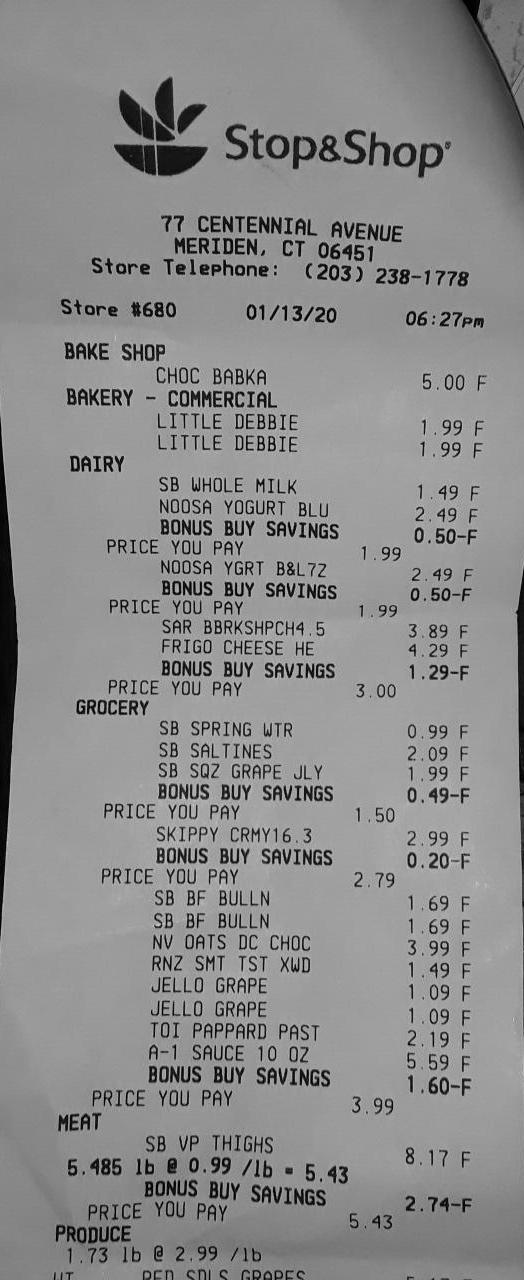 Stop&Shop
77 CENTENNIAL AVENUE
MERIDEN, CT 06451
Store Telephone: (203) 238-1778
Store #680 01/13/20 06:27pm
BAKE SHOP
CHOC BABKA 5.00 F
BAKERY - COMMERCIAL
LITTLE DEBBIE 1.99 F
LITTLE DEBBIE 1.99 F
DAIRY
SB WHOLE MILK 1.49 F
NOOSA YOGURT BLU 2.49 F
BONUS BUY SAVINGS 0.50-F
PRICE YOU PAY 1.99
NOOSA YGRT B&L7Z 2.49 F
BONUS BUY SAVINGS 0.50-F
PRICE YOU PAY 1.99
SAR BBRKSHPCH4.5 3.89 F
FRIGO CHEESE HE 4.29 F
BONUS BUY SAVINGS 1.29-F
PRICE YOU PAY 3.00
GROCERY
SB SPRING WTR 0.99 F
SB SALTINES 2.09 F
SB SQZ GRAPE JLY 1.99 F
BONUS BUY SAVINGS 0.49-F
PRICE YOU PAY 1.50
SKIPPY CRMY16.3 2.99 F
BONUS BUY SAVINGS 0.20-F
PRICE YOU PAY 2.79
SB BF BULLN 1.69 F
SB BF BULLN 1.69 F
NV OATS DC CHOC 3.99 F
RNZ SMT TST XWD 1.49 F
JELLO GRAPE 1.09 F
JELLO GRAPE 1.09 F
TOI PAPPARD PAST 2.19 F
A-1 SAUCE 10 OZ 5.59 F
BONUS BUY SAVINGS 1.60-F
PRICE YOU PAY 3.99
MEAT
SB VP THIGHS 8.17 F
5.485 lb @ 0.99 /lb = 5.43
BONUS BUY SAVINGS 2.74-F
PRICE YOU PAY 5.43
PRODUCE
1.73 lb @ 2.99 /lb
WT RED SDLS GRAPES